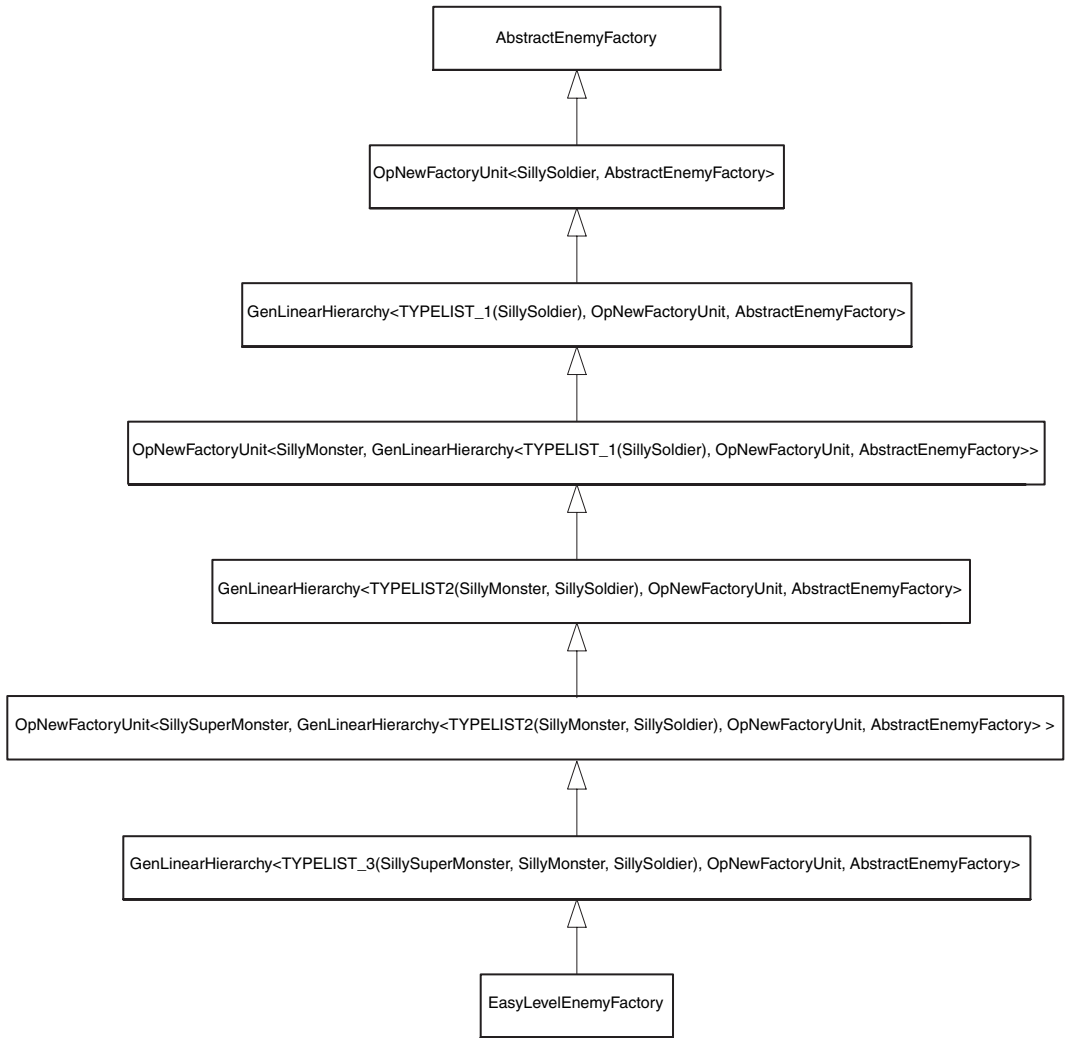 AbstractEnemyFactory
OpNewFactoryUnit<SillySoldier, AbstractEnemyFactory>
GenLinearHierarchy<TYPELIST_1(SillySoldier), OpNewFactoryUnit, AbstractEnemyFactory>
OpNewFactoryUnit<SillyMonster, GenLinearHierarchy<TYPELIST_1(SillySoldier), OpNewFactoryUnit, AbstractEnemyFactory>>
GenLinearHierarchy<TYPELIST2(SillyMonster, SillySoldier), OpNewFactoryUnit, AbstractEnemyFactory>
OpNewFactoryUnit<SillySuperMonster, GenLinearHierarchy<TYPELIST2(SillyMonster, SillySoldier), OpNewFactoryUnit, AbstractEnemyFactory> >
GenLinearHierarchy<TYPELIST_3(SillySuperMonster, SillyMonster, SillySoldier), OpNewFactoryUnit, AbstractEnemyFactory>
EasyLevelEnemyFactory